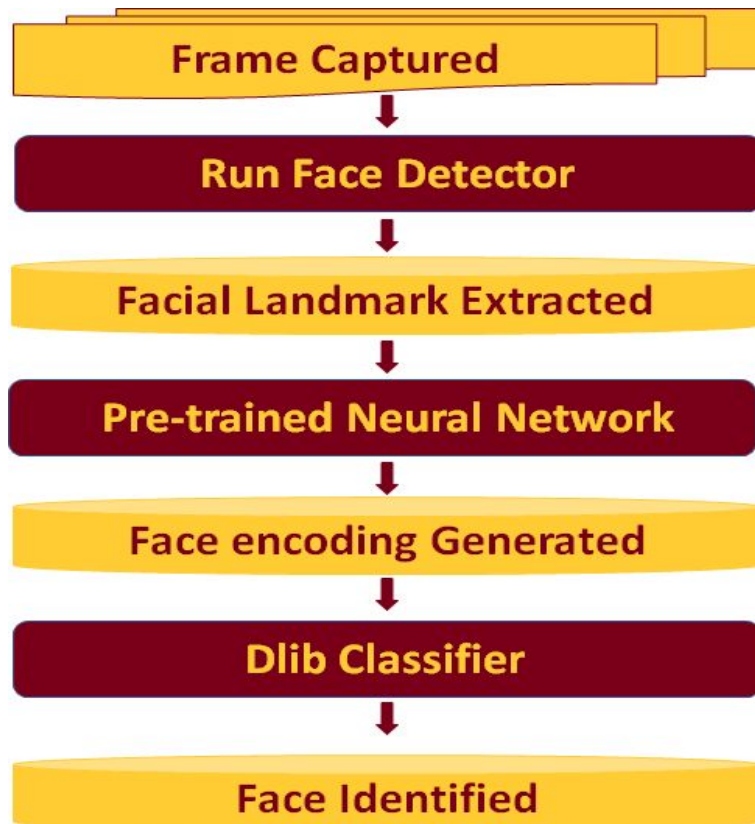 Frame Captured
Run Face Detector
Facial Landmark Extracted
Pre-trained Neural Network
Face encoding Generated
Dlib Classifier
Face Identified